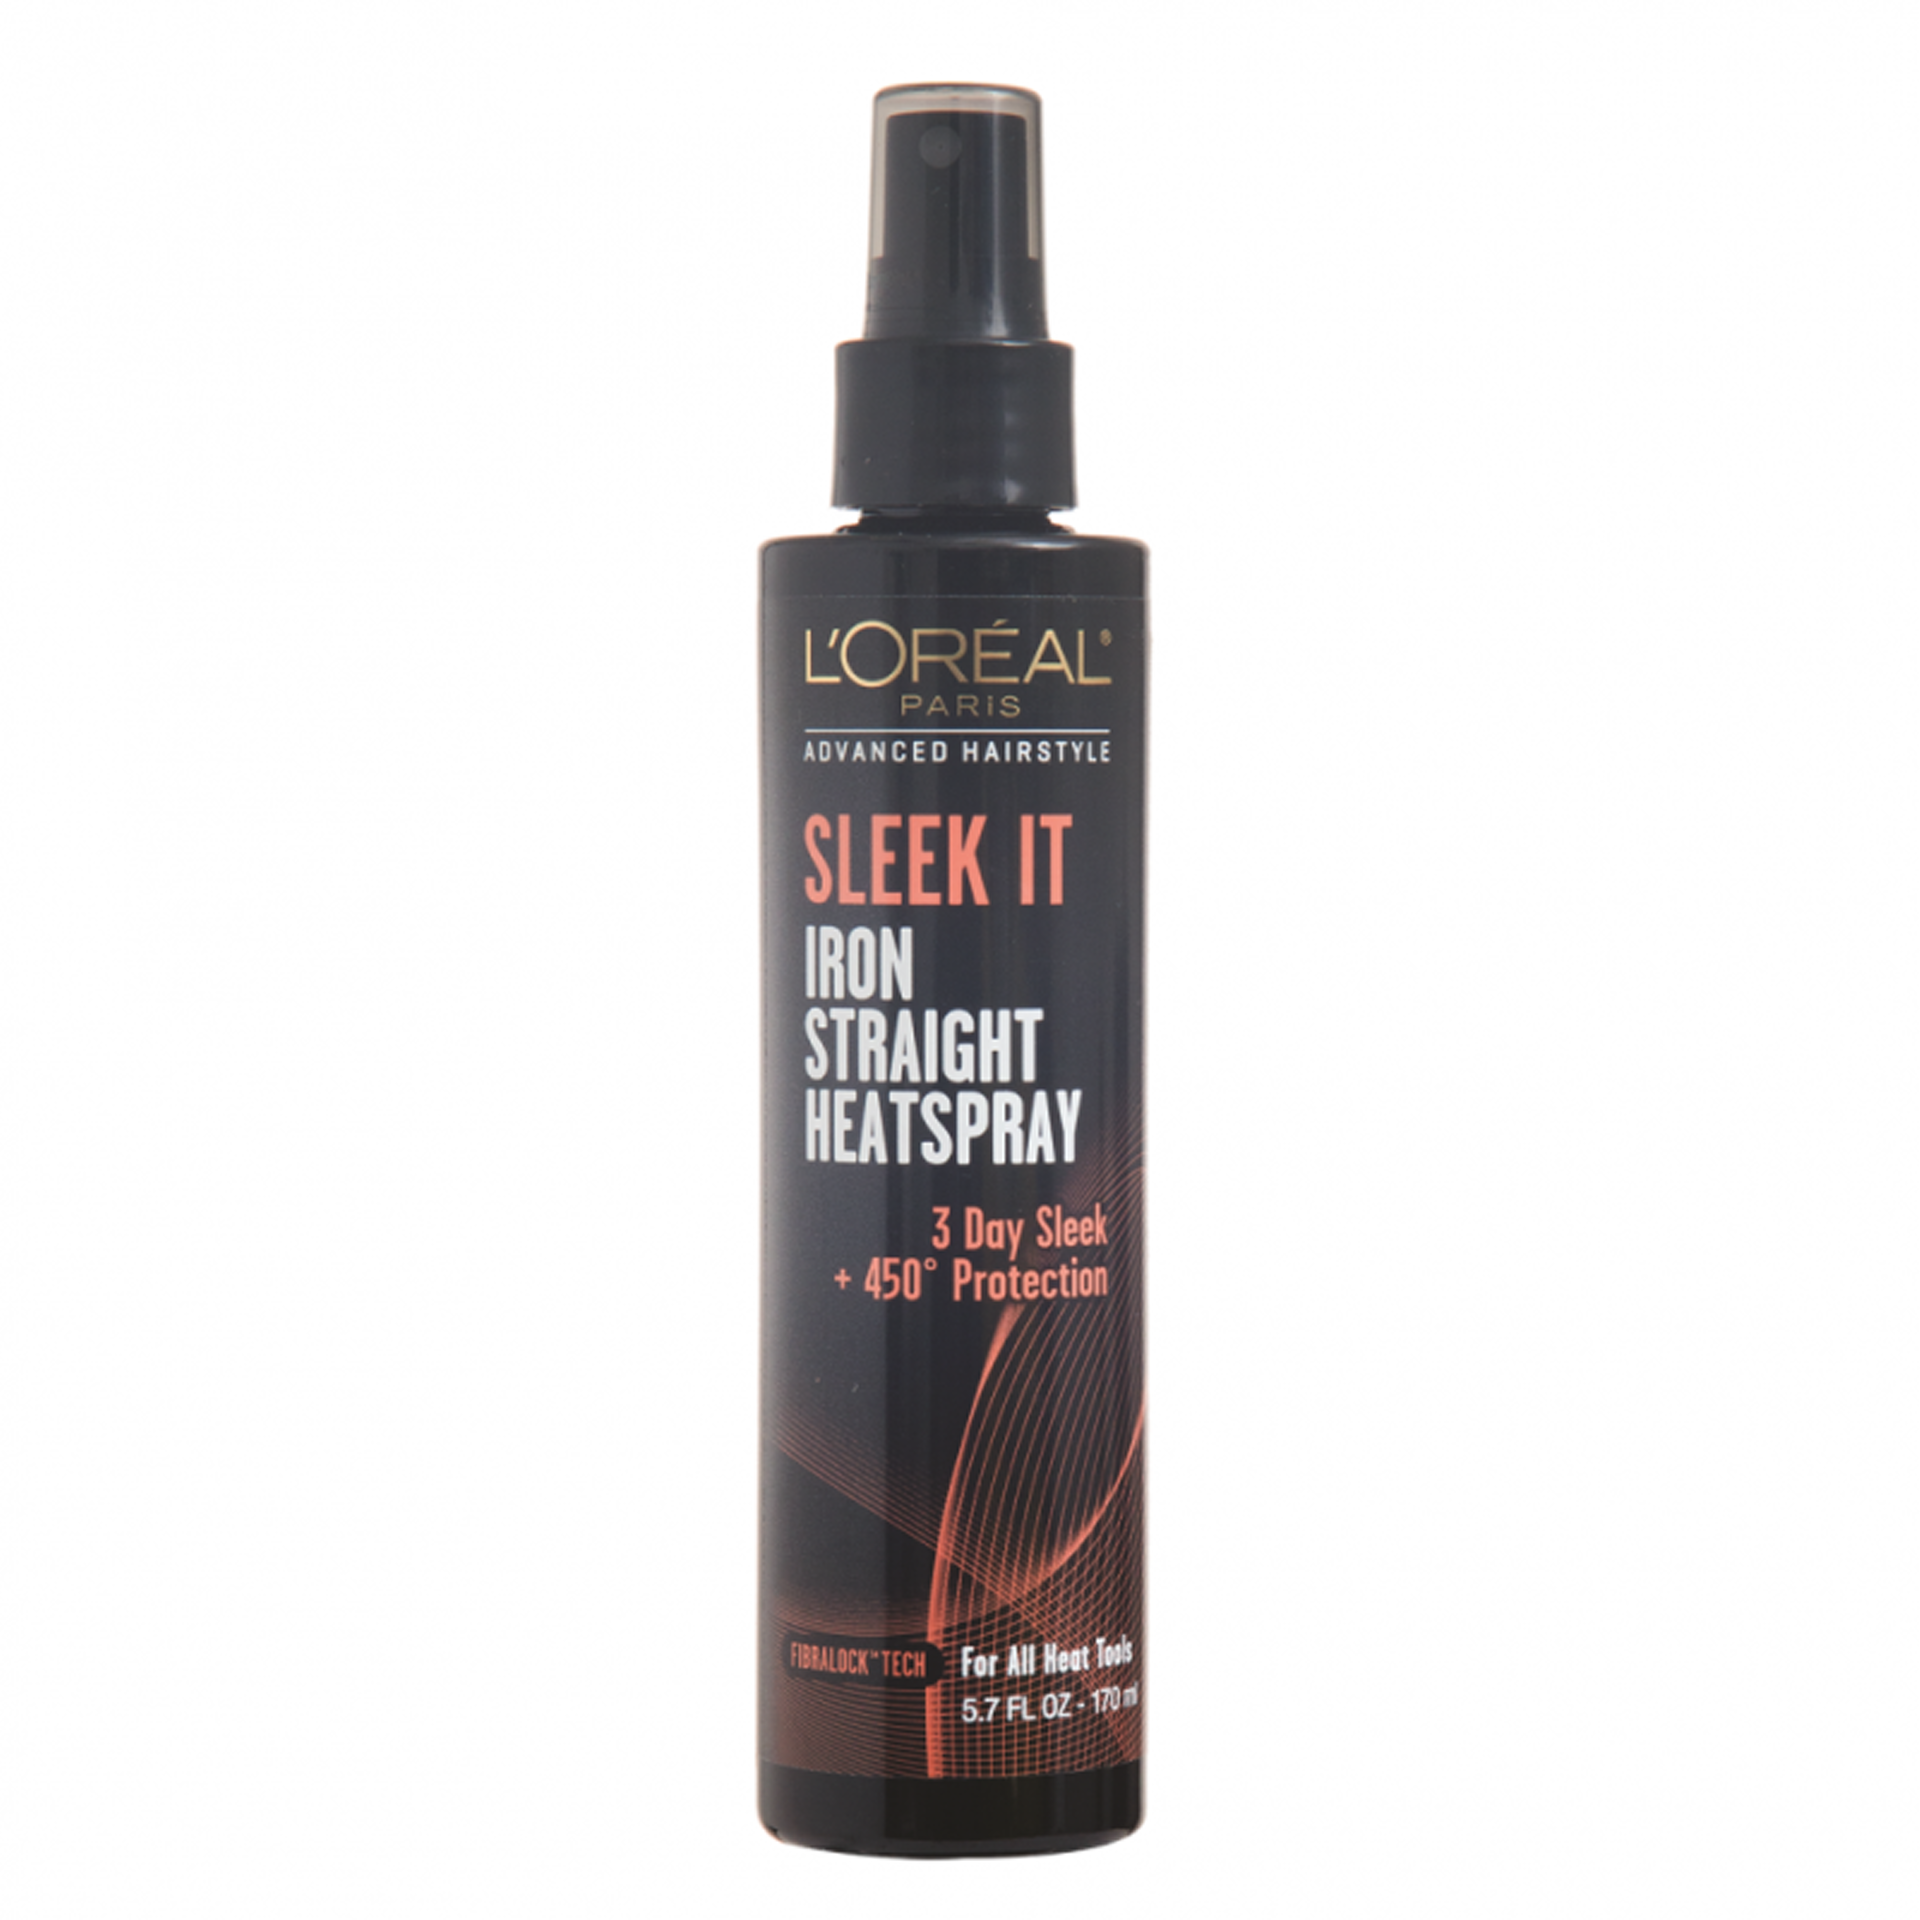 L'ORÉAL®
PARiS
ADVANCED HAIRSTYLE
SLEEK IT
IRON
STRAIGHT
HEATSPRAY
3 Day Sleek
+ 450° Protection
FIBRALOCK™ TECH
For All Heat Tools
5.7 FL OZ - 170 ml